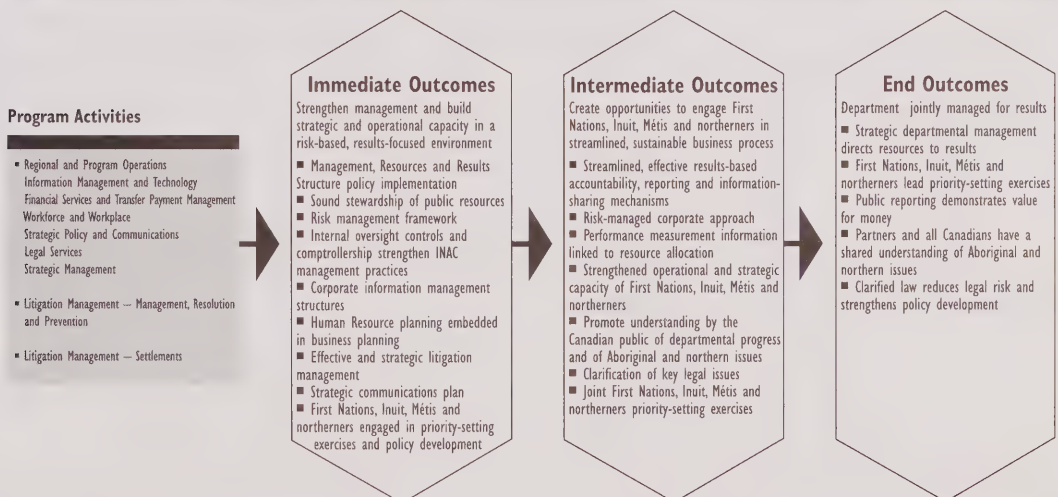 Program Activities
▪ Regional and Program Operations
Information Management and Technology
Financial Services and Transfer Payment Management
Workforce and Workplace
Strategic Policy and Communications
Legal Services
Strategic Management
▪ Litigation Management — Management, Resolution
and Prevention
▪ Litigation Management — Settlements
Immediate Outcomes
Strengthen management and build
strategic and operational capacity in a
risk-based, results-focused environment
■ Management, Resources and Results
Structure policy implementation
■ Sound stewardship of public resources
■ Risk management framework
■ Internal oversight controls and
comptrollership strengthen INAC
management practices
■ Corporate information management
structures
■ Human Resource planning embedded
in business planning
■ Effective and strategic litigation
management
■ Strategic communications plan
■ First Nations, Inuit, Métis and
northerners engaged in priority-setting
exercises and policy development
Intermediate Outcomes
Create opportunities to engage First
Nations, Inuit, Métis and northerners in
streamlined, sustainable business process
■ Streamlined, effective results-based
accountability, reporting and information-
sharing mechanisms
■ Risk-managed corporate approach
■ Performance measurement information
linked to resource allocation
■ Strengthened operational and strategic
capacity of First Nations, Inuit, Métis and
northerners
■ Promote understanding by the
Canadian public of departmental progress
and of Aboriginal and northern issues
■ Clarification of key legal issues
■ Joint First Nations, Inuit, Métis and
northerners priority-setting exercises
End Outcomes
Department jointly managed for results
■ Strategic departmental management
directs resources to results
■ First Nations, Inuit, Métis and
northerners lead priority-setting exercises
■ Public reporting demonstrates value
for money
■ Partners and all Canadians have a
shared understanding of Aboriginal and
northern issues
■ Clarified law reduces legal risk and
strengthens policy development